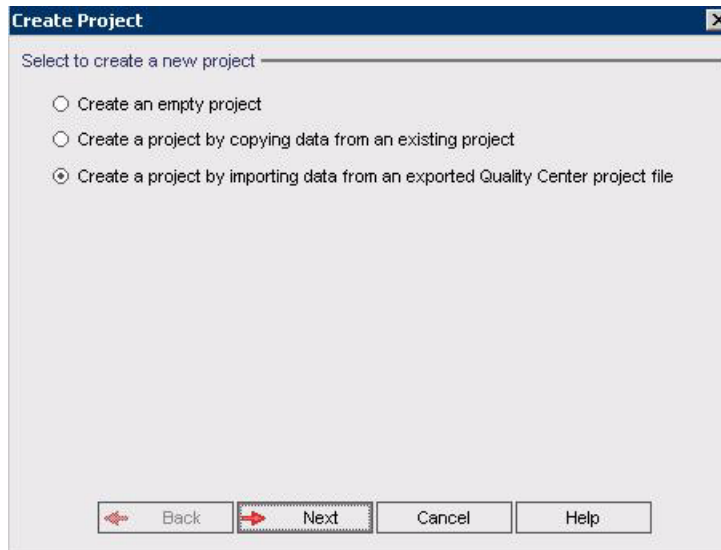 Create Project
Select to create a new project
Create an empty project
Create a project by copying data from an existing project
Create a project by importing data from an exported Quality Center project file
Back
Next
Cancel
Help